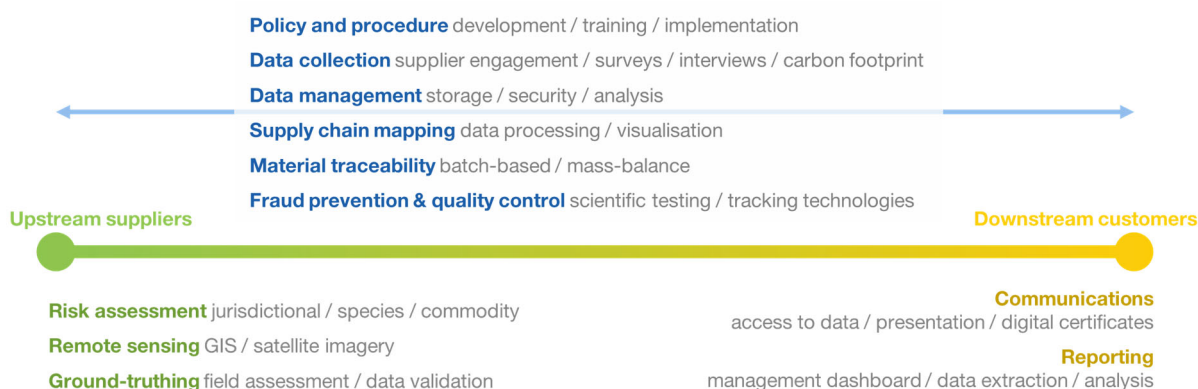 Policy and procedure development / training / implementation
Data collection supplier engagement / surveys / interviews / carbon footprint
Data management storage / security / analysis
Supply chain mapping data processing / visualisation
Material traceability batch-based / mass-balance
Fraud prevention & quality control scientific testing / tracking technologies
Upstream suppliers
Downstream customers
Risk assessment jurisdictional / species / commodity
Remote sensing GIS / satellite imagery
Ground-truthing field assessment / data validation
Communications
access to data / presentation / digital certificates
Reporting
management dashboard / data extraction / analysis